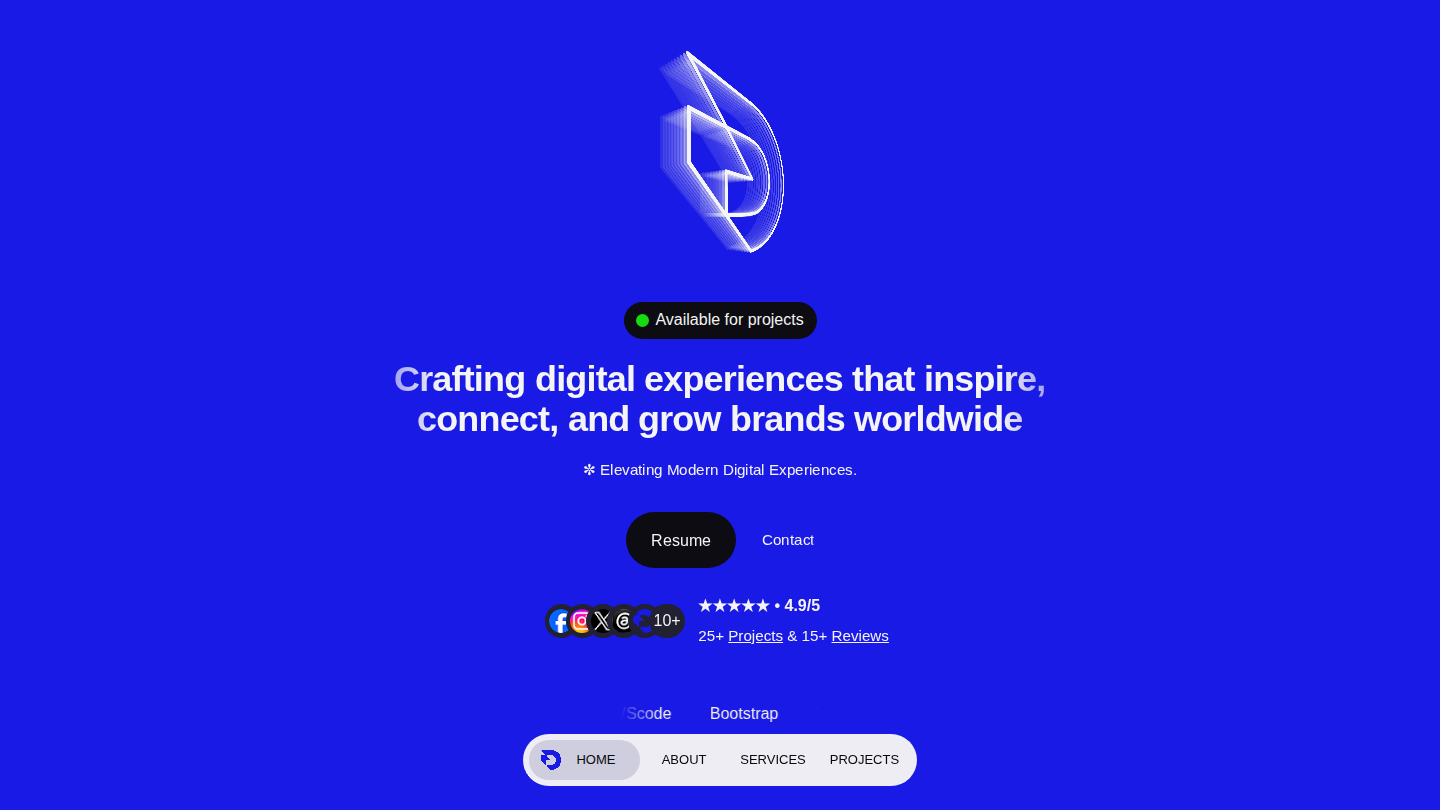 Available for projects
Crafting digital experiences that inspire,
connect, and grow brands worldwide
✼ Elevating Modern Digital Experiences.
Resume Contact
10+
★★★★★ • 4.9/5
25+ Projects & 15+ Reviews
VScode Bootstrap
HOME ABOUT SERVICES PROJECTS